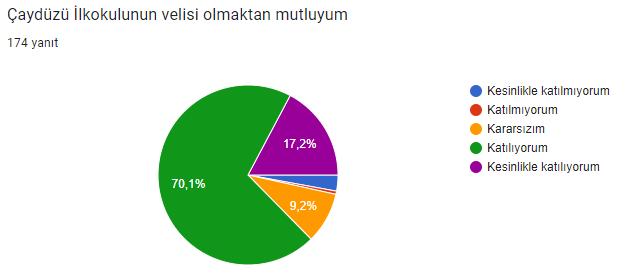 Çaydüzü İlkokulunun velisi olmaktan mutluyum
174 yanıt
Kesinlikle katılmıyorum
Katılmıyorum
Kararsızım
Katılıyorum
Kesinlikle katılıyorum
17,2%
70,1%
9,2%